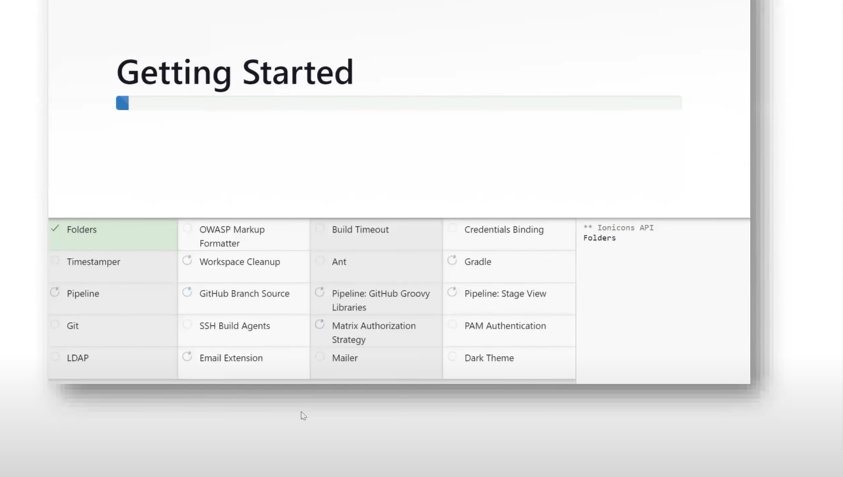 Getting Started
Folders
OWASP Markup
Formatter
Build Timeout
Credentials Binding
** Ionicons API
Folders
Timestamper
Workspace Cleanup
Ant
Gradle
Pipeline
GitHub Branch Source
Pipeline: GitHub Groovy
Libraries
Pipeline: Stage View
Git
SSH Build Agents
Matrix Authorization
Strategy
PAM Authentication
LDAP
Email Extension
Mailer
Dark Theme